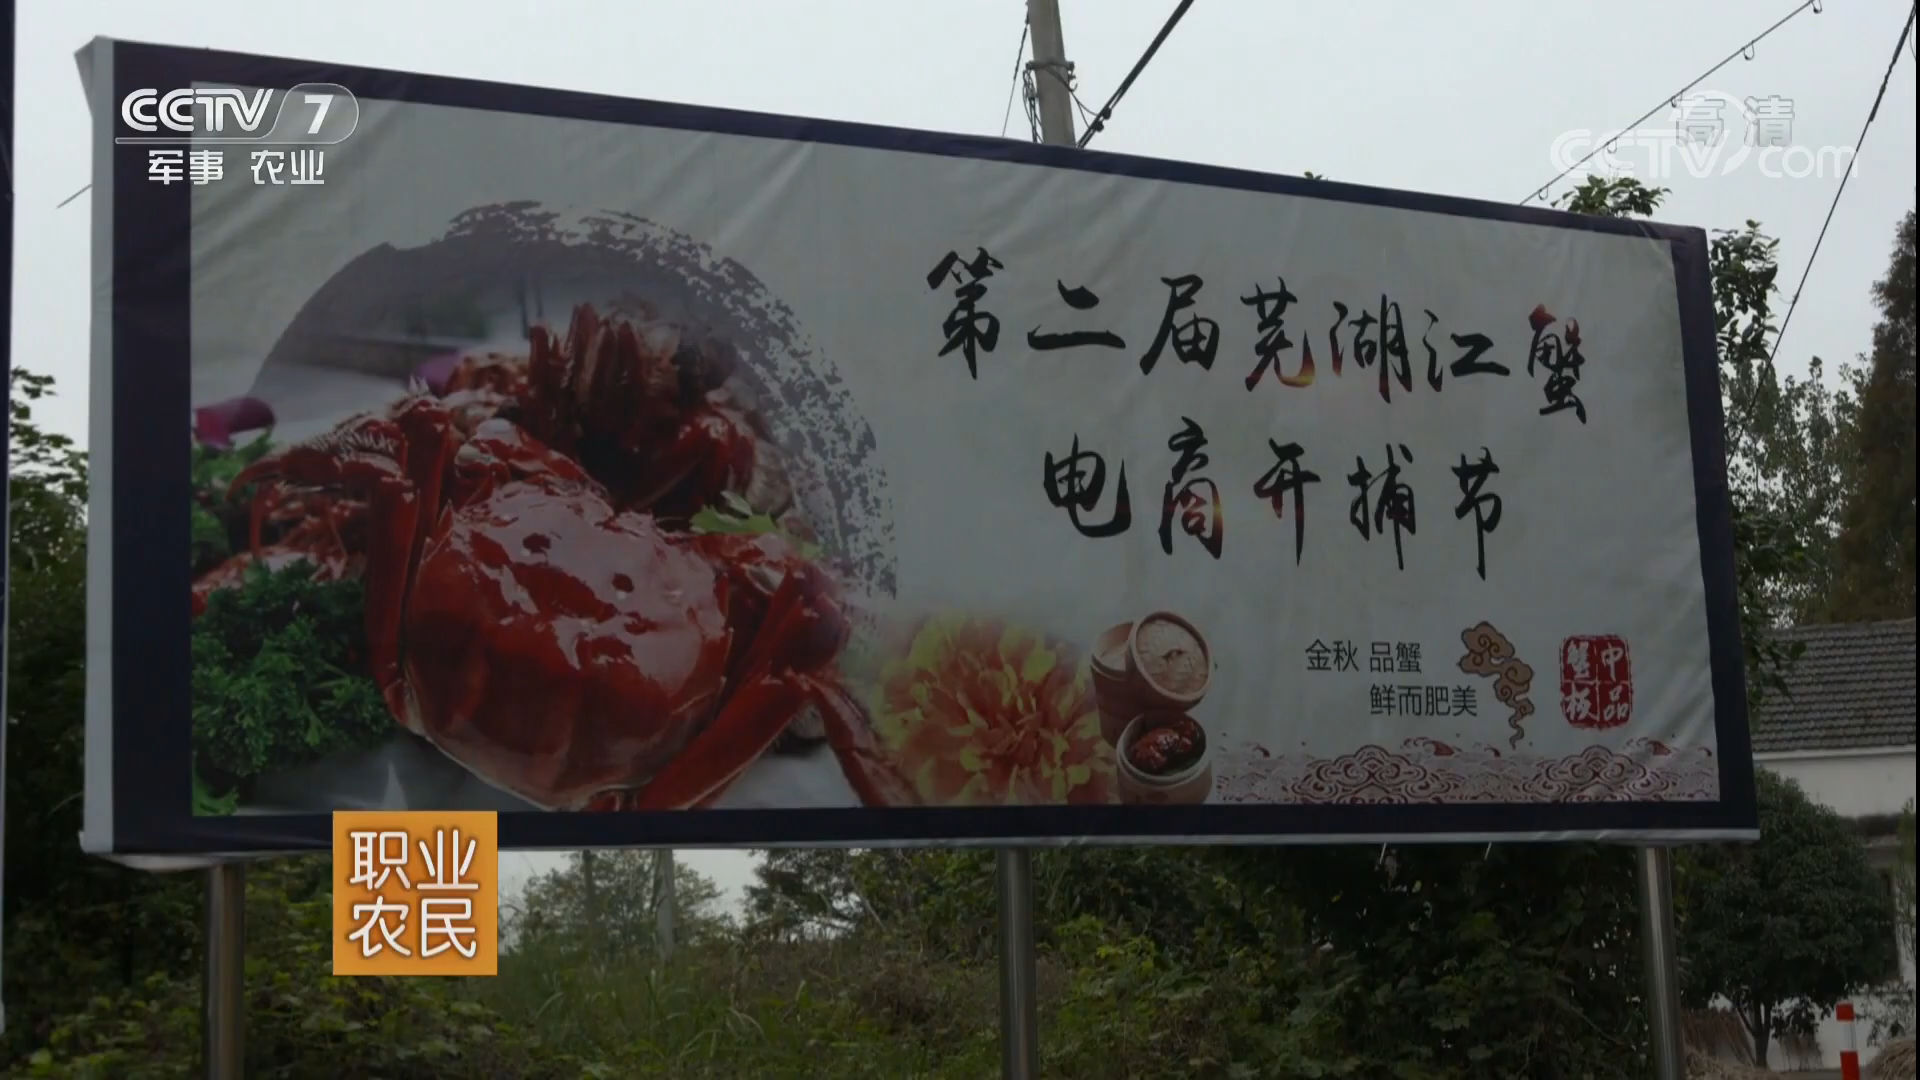 CCTV 7
军事 农业
高清
CCTV.com
第二届芜湖江蟹
电商开捕节
金秋 品蟹
鲜而肥美
中品
蟹极
职业
农民